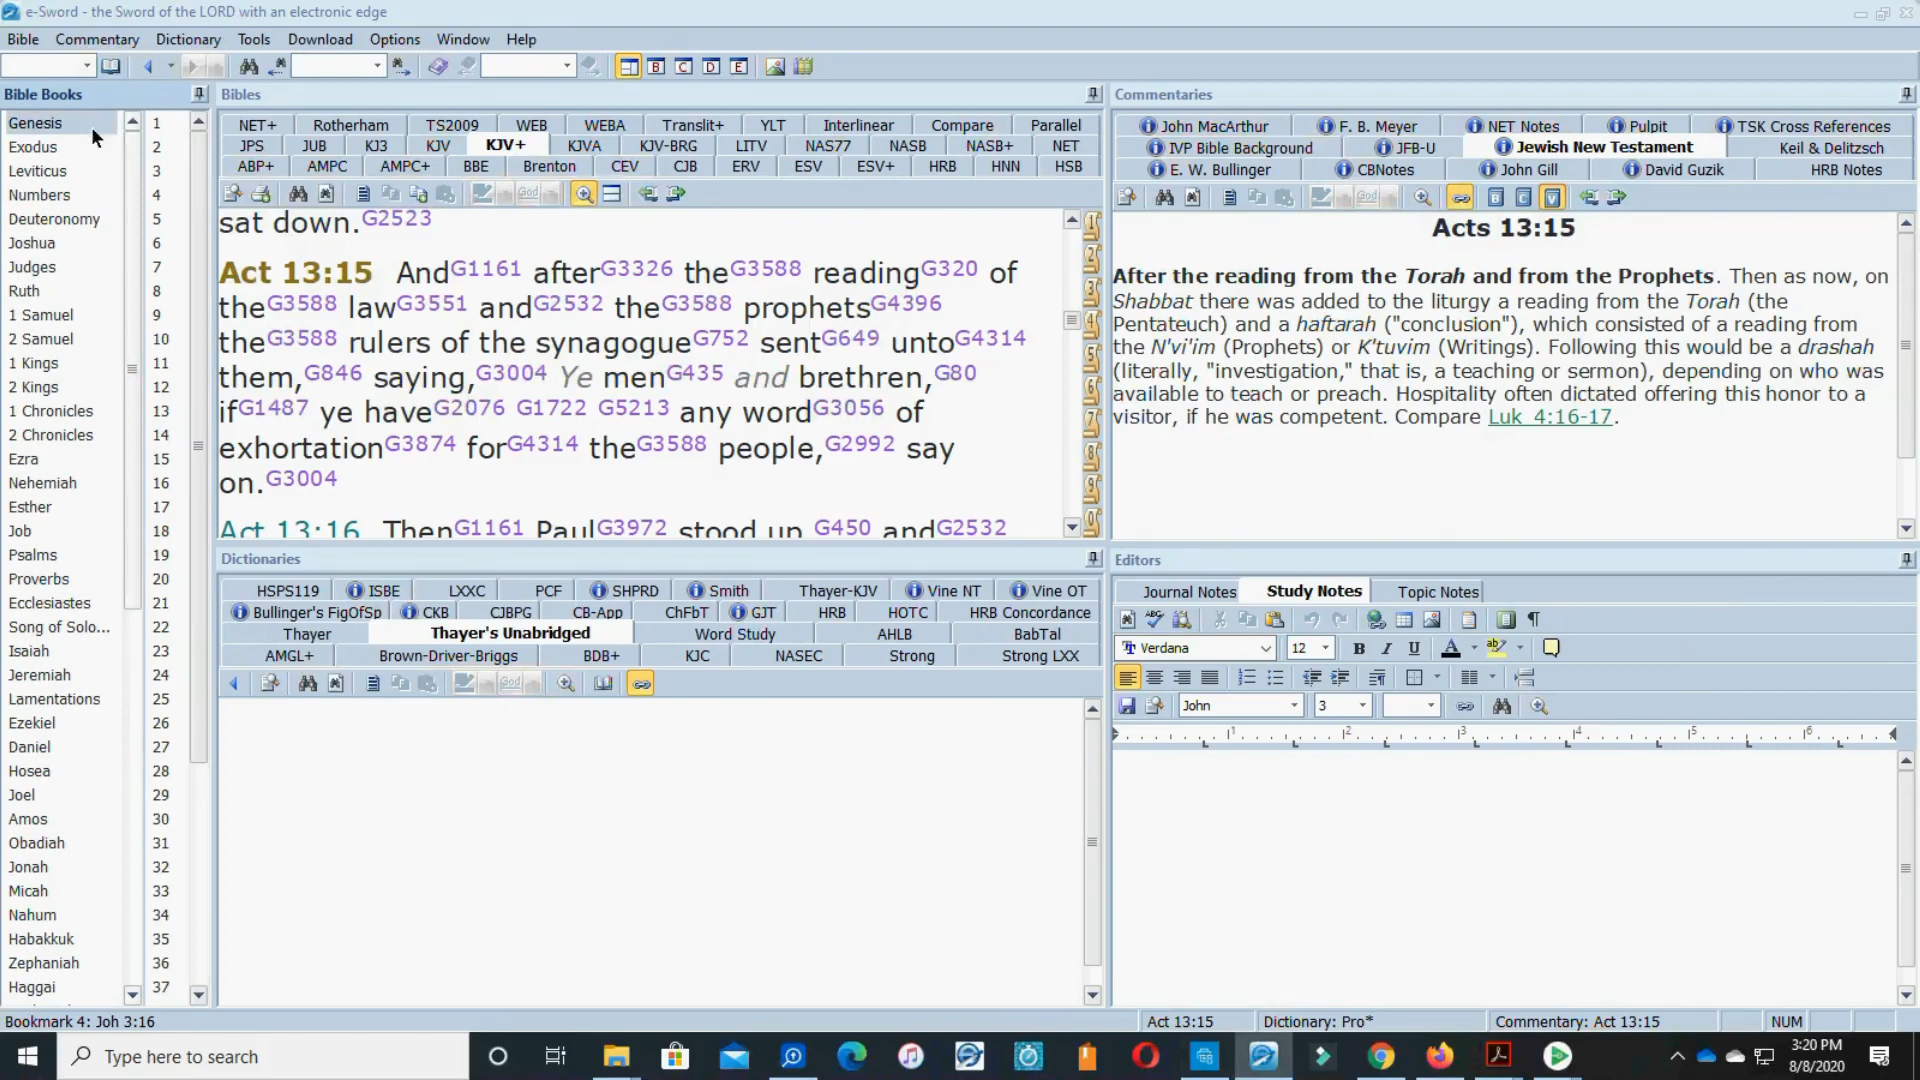 e-Sword - the Sword of the LORD with an electronic edge
Bible Commentary Dictionary Tools Download Options Window Help
B C D E
Bible Books
Genesis 1
Exodus 2
Leviticus 3
Numbers 4
Deuteronomy 5
Joshua 6
Judges 7
Ruth 8
1 Samuel 9
2 Samuel 10
1 Kings 11
2 Kings 12
1 Chronicles 13
2 Chronicles 14
Ezra 15
Nehemiah 16
Esther 17
Job 18
Psalms 19
Proverbs 20
Ecclesiastes 21
Song of Solo... 22
Isaiah 23
Jeremiah 24
Lamentations 25
Ezekiel 26
Daniel 27
Hosea 28
Joel 29
Amos 30
Obadiah 31
Jonah 32
Micah 33
Nahum 34
Habakkuk 35
Zephaniah 36
Haggai 37
Bibles
NET+ Rotherham TS2009 WEB WEBA Translit+ YLT Interlinear Compare Parallel
JPS JUB KJ3 KJV KJV+ KJVA KJV-BRG LITV NAS77 NASB NASB+ NET
ABP+ AMPC AMPC+ BBE Brenton CEV CJB ERV ESV ESV+ HRB HNN HSB
God
sat down.G2523
Act 13:15 AndG1161 afterG3326 theG3588 readingG320 of
theG3588 lawG3551 andG2532 theG3588 prophetsG4396
theG3588 rulers of the synagogueG752 sentG649 untoG4314
them,G846 saying,G3004 Ye menG435 and brethren,G80
ifG1487 ye haveG2076 G1722 G5213 any wordG3056 of
exhortationG3874 forG4314 theG3588 people,G2992 say
on.G3004
Act 13:16 ThenG1161 PaulG3972 stood up,G450 andG2532
1
2
3
4
5
6
7
8
9
0
Commentaries
John MacArthur F. B. Meyer NET Notes Pulpit TSK Cross References
IVP Bible Background JFB-U Jewish New Testament Keil & Delitzsch
E. W. Bullinger CBNotes John Gill David Guzik HRB Notes
God B C V
Acts 13:15
After the reading from the Torah and from the Prophets. Then as now, on
Shabbat there was added to the liturgy a reading from the Torah (the
Pentateuch) and a haftarah ("conclusion"), which consisted of a reading from
the N'vi'im (Prophets) or K'tuvim (Writings). Following this would be a drashah
(literally, "investigation," that is, a teaching or sermon), depending on who was
available to teach or preach. Hospitality often dictated offering this honor to a
visitor, if he was competent. Compare Luk_4:16-17.
Dictionaries
HSPS119 ISBE LXXC PCF SHPRD Smith Thayer-KJV Vine NT Vine OT
Bullinger's FigOfSp CKB CJBPG CB-App ChFbT GJT HRB HOTC HRB Concordance
Thayer Thayer's Unabridged Word Study AHLB BabTal
AMGL+ Brown-Driver-Briggs BDB+ KJC NASEC Strong Strong LXX
God
Editors
Journal Notes Study Notes Topic Notes
Verdana 12 B I U A ab
John 3
1 2 3 4 5 6
Bookmark 4: Joh 3:16 Act 13:15 Dictionary: Pro* Commentary: Act 13:15 NUM
Type here to search
3:20 PM
8/8/2020